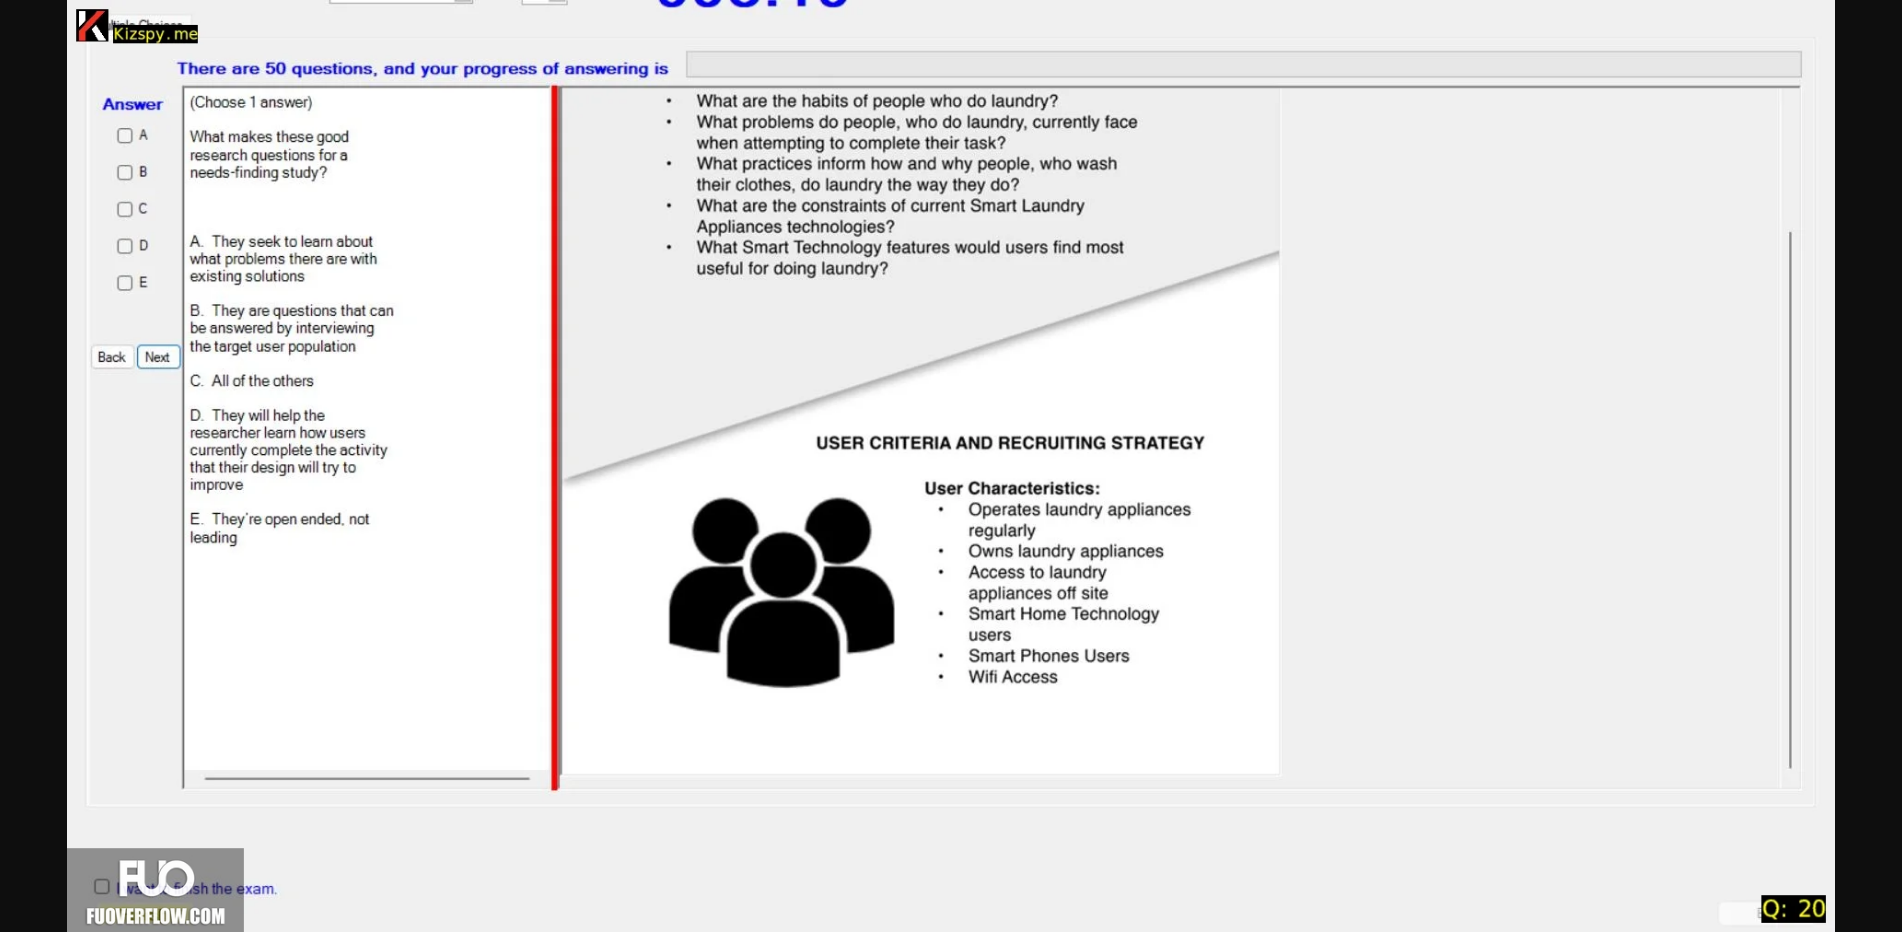 Kizspy.me
There are 50 questions, and your progress of answering is
Answer
A
B
C
D
E
Back
Next
(Choose 1 answer)
What makes these good
research questions for a
needs-finding study?
A. They seek to learn about
what problems there are with
existing solutions
B. They are questions that can
be answered by interviewing
the target user population
C. All of the others
D. They will help the
researcher learn how users
currently complete the activity
that their design will try to
improve
E. They're open ended, not
leading
• What are the habits of people who do laundry?
• What problems do people, who do laundry, currently face
when attempting to complete their task?
• What practices inform how and why people, who wash
their clothes, do laundry the way they do?
• What are the constraints of current Smart Laundry
Appliances technologies?
• What Smart Technology features would users find most
useful for doing laundry?
USER CRITERIA AND RECRUITING STRATEGY
User Characteristics:
• Operates laundry appliances
regularly
• Owns laundry appliances
• Access to laundry
appliances off site
• Smart Home Technology
users
• Smart Phones Users
• Wifi Access
the exam.
FUO
FUOVERFLOW.COM
Q: 20